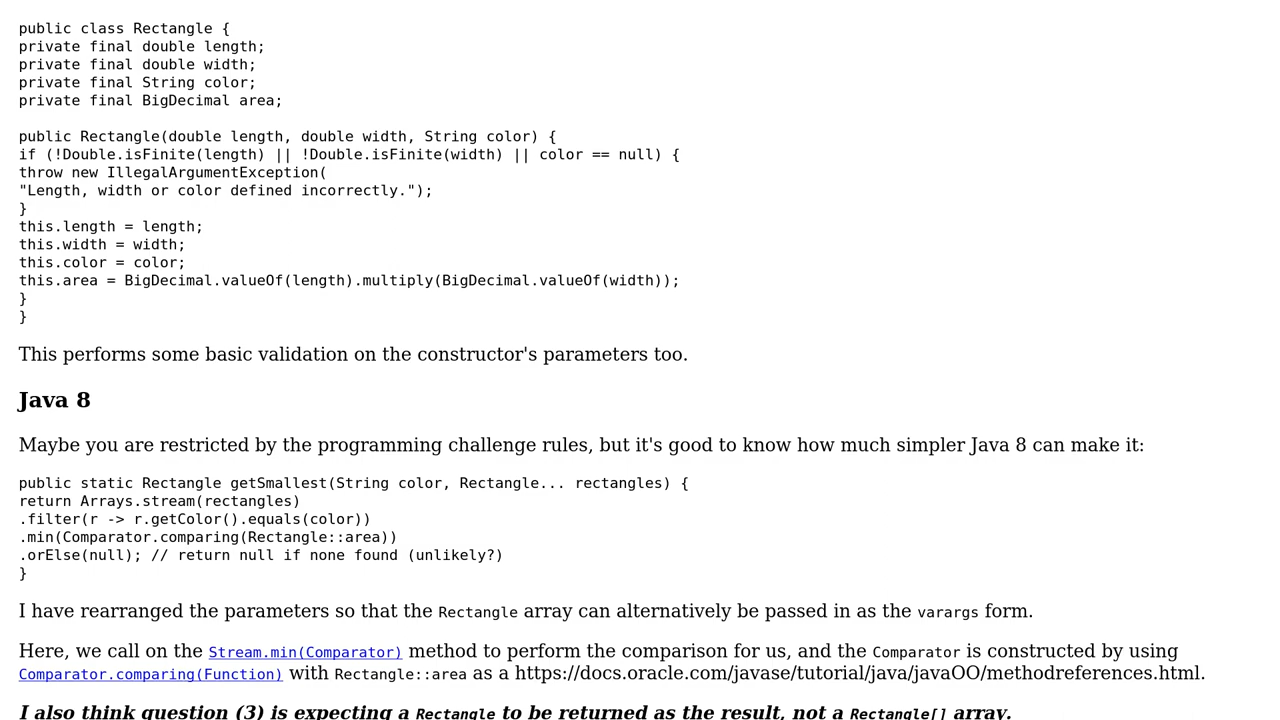 public class Rectangle {
private final double length;
private final double width;
private final String color;
private final BigDecimal area;
public Rectangle(double length, double width, String color) {
if (!Double.isFinite(length) || !Double.isFinite(width) || color == null) {
throw new IllegalArgumentException(
"Length, width or color defined incorrectly.");
}
this.length = length;
this.width = width;
this.color = color;
this.area = BigDecimal.valueOf(length).multiply(BigDecimal.valueOf(width));
}
}
This performs some basic validation on the constructor's parameters too.
Java 8
Maybe you are restricted by the programming challenge rules, but it's good to know how much simpler Java 8 can make it:
public static Rectangle getSmallest(String color, Rectangle... rectangles) {
return Arrays.stream(rectangles)
.filter(r -> r.getColor().equals(color))
.min(Comparator.comparing(Rectangle::area))
.orElse(null); // return null if none found (unlikely?)
}
I have rearranged the parameters so that the Rectangle array can alternatively be passed in as the varargs form.
Here, we call on the Stream.min(Comparator) method to perform the comparison for us, and the Comparator is constructed by using
Comparator.comparing(Function) with Rectangle::area as a https://docs.oracle.com/javase/tutorial/java/javaOO/methodreferences.html.
I also think question (3) is expecting a Rectangle to be returned as the result, not a Rectangle[] array.